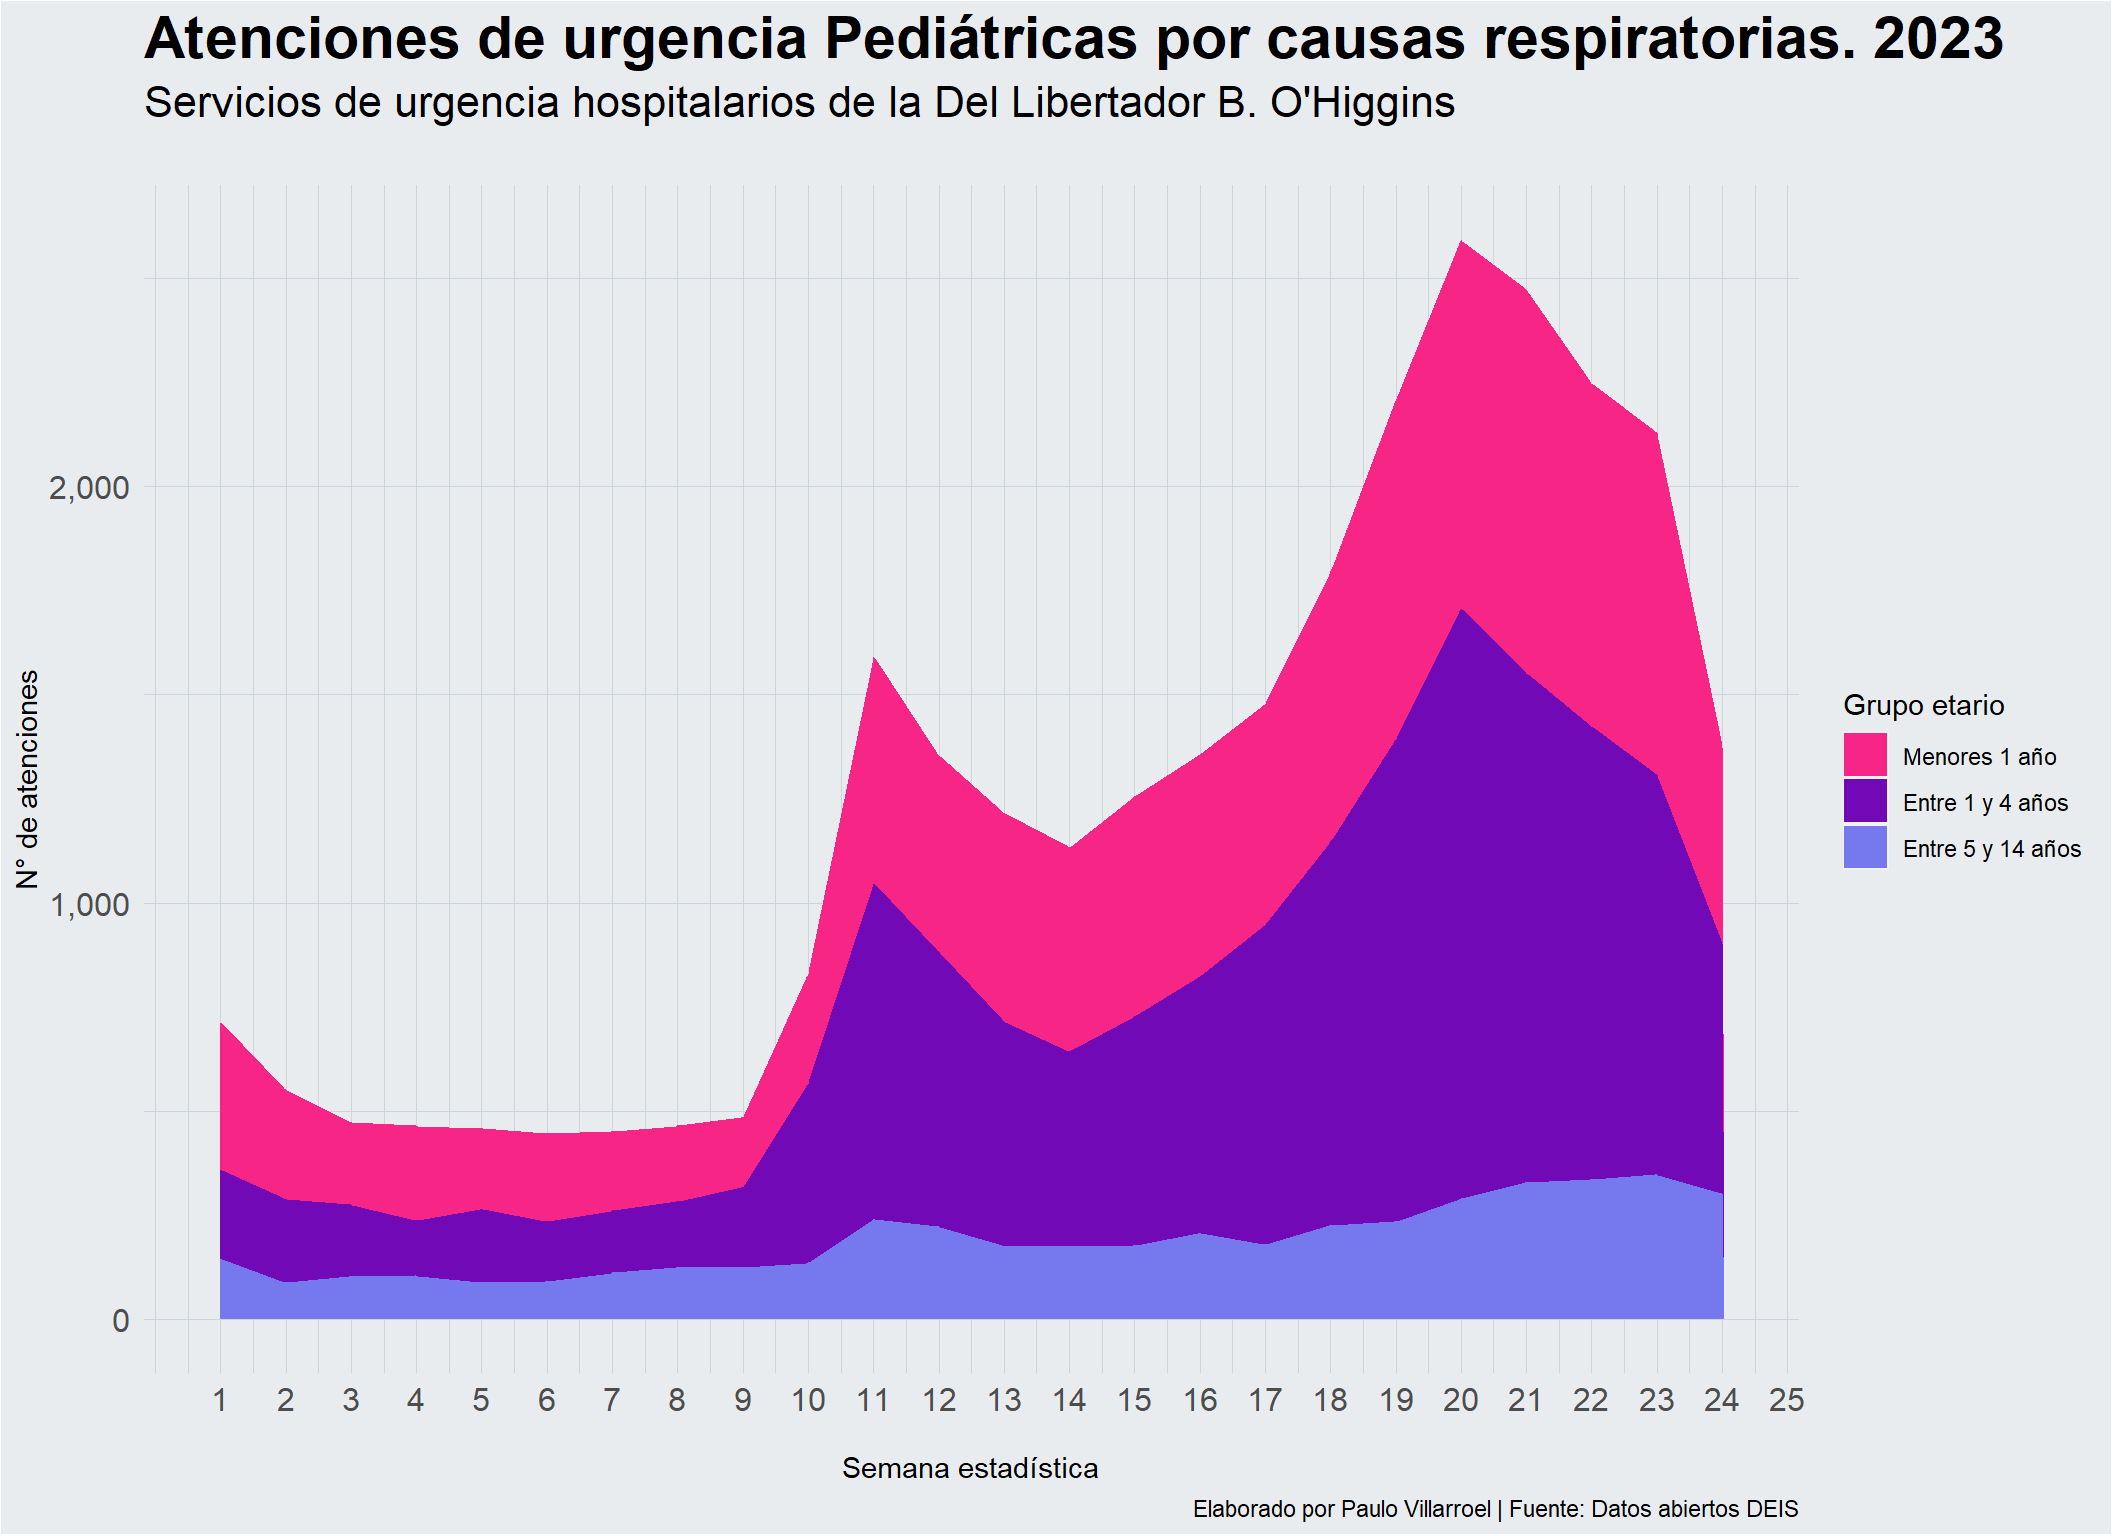 Atenciones de urgencia Pediátricas por causas respiratorias. 2023
Servicios de urgencia hospitalarios de la Del Libertador B. O'Higgins
N° de atenciones
2,000
1,000
0
1 2 3 4 5 6 7 8 9 10 11 12 13 14 15 16 17 18 19 20 21 22 23 24 25
Semana estadística
Grupo etario
Menores 1 año
Entre 1 y 4 años
Entre 5 y 14 años
Elaborado por Paulo Villarroel | Fuente: Datos abiertos DEIS